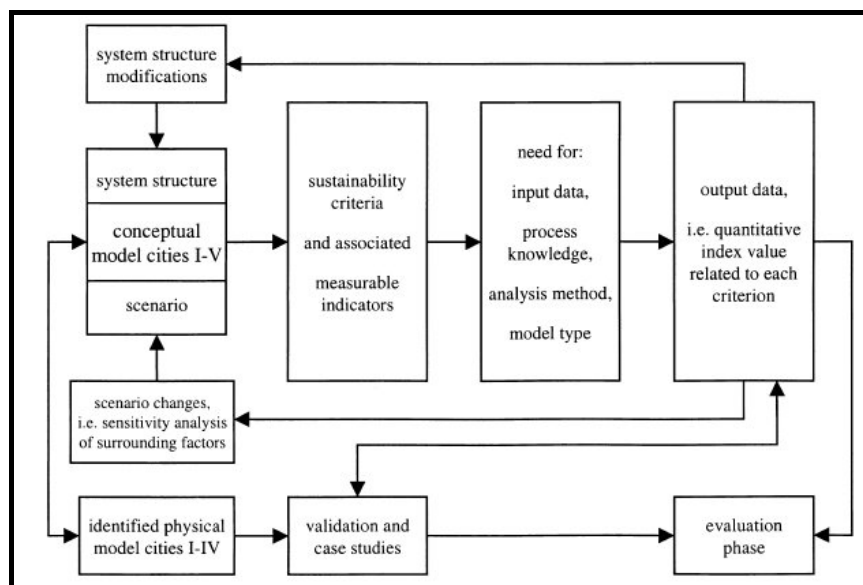 system structure
modifications
system structure
conceptual
model cities I-V
scenario
sustainability
criteria
and associated
measurable
indicators
need for:
input data,
process
knowledge,
analysis method,
model type
output data,
i.e. quantitative
index value
related to each
criterion
scenario changes,
i.e. sensitivity analysis
of surrounding factors
identified physical
model cities I-IV
validation and
case studies
evaluation
phase